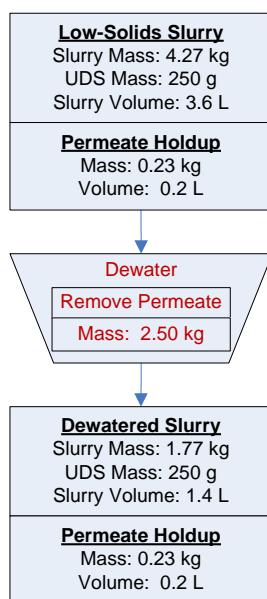 Low-Solids Slurry
Slurry Mass: 4.27 kg
UDS Mass: 250 g
Slurry Volume: 3.6 L
Permeate Holdup
Mass: 0.23 kg
Volume:  0.2 L
Dewater
Remove Permeate
Mass:  2.50 kg
Dewatered Slurry
Slurry Mass: 1.77 kg
UDS Mass: 250 g
Slurry Volume: 1.4 L
Permeate Holdup
Mass: 0.23 kg
Volume:  0.2 L